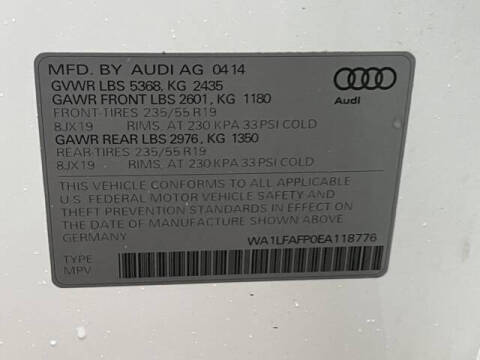 MFD. BY AUDI AG 04 14
GVWR LBS 5368, KG 2435
GAWR FRONT LBS 2601, KG 1180
FRONT-TIRES 235/55 R19
8JX19 RIMS, AT 230 KPA 33 PSI COLD
GAWR REAR LBS 2976, KG 1350
REAR-TIRES 235/55 R19
8JX19 RIMS, AT 230 KPA 33 PSI COLD
Audi
THIS VEHICLE CONFORMS TO ALL APPLICABLE
U.S. FEDERAL MOTOR VEHICLE SAFETY AND
THEFT PREVENTION STANDARDS IN EFFECT ON
THE DATE OF MANUFACTURE SHOWN ABOVE.
GERMANY WA1LFAFP0EA118776
TYPE
MPV